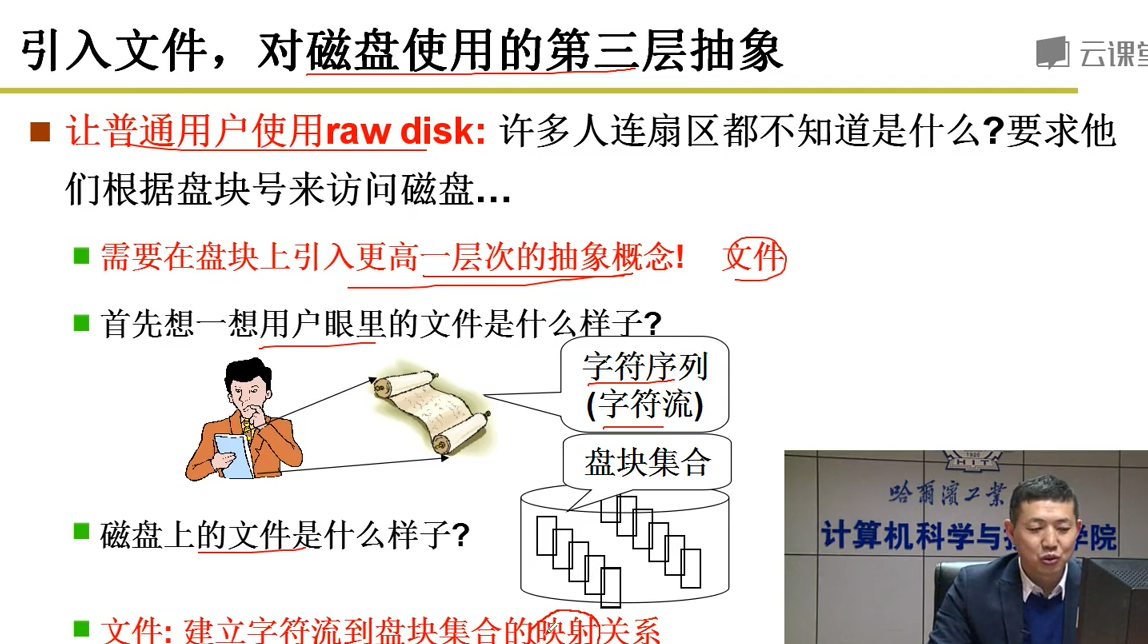 引入文件，对磁盘使用的第三层抽象
云课堂
让普通用户使用raw disk: 许多人连扇区都不知道是什么?要求他
们根据盘块号来访问磁盘…
需要在盘块上引入更高一层次的抽象概念! 文件
首先想一想用户眼里的文件是什么样子?
字符序列
(字符流)
盘块集合
磁盘上的文件是什么样子?
文件: 建立字符流到盘块集合的映射关系
哈爾濱工業
计算机科学与技术学院